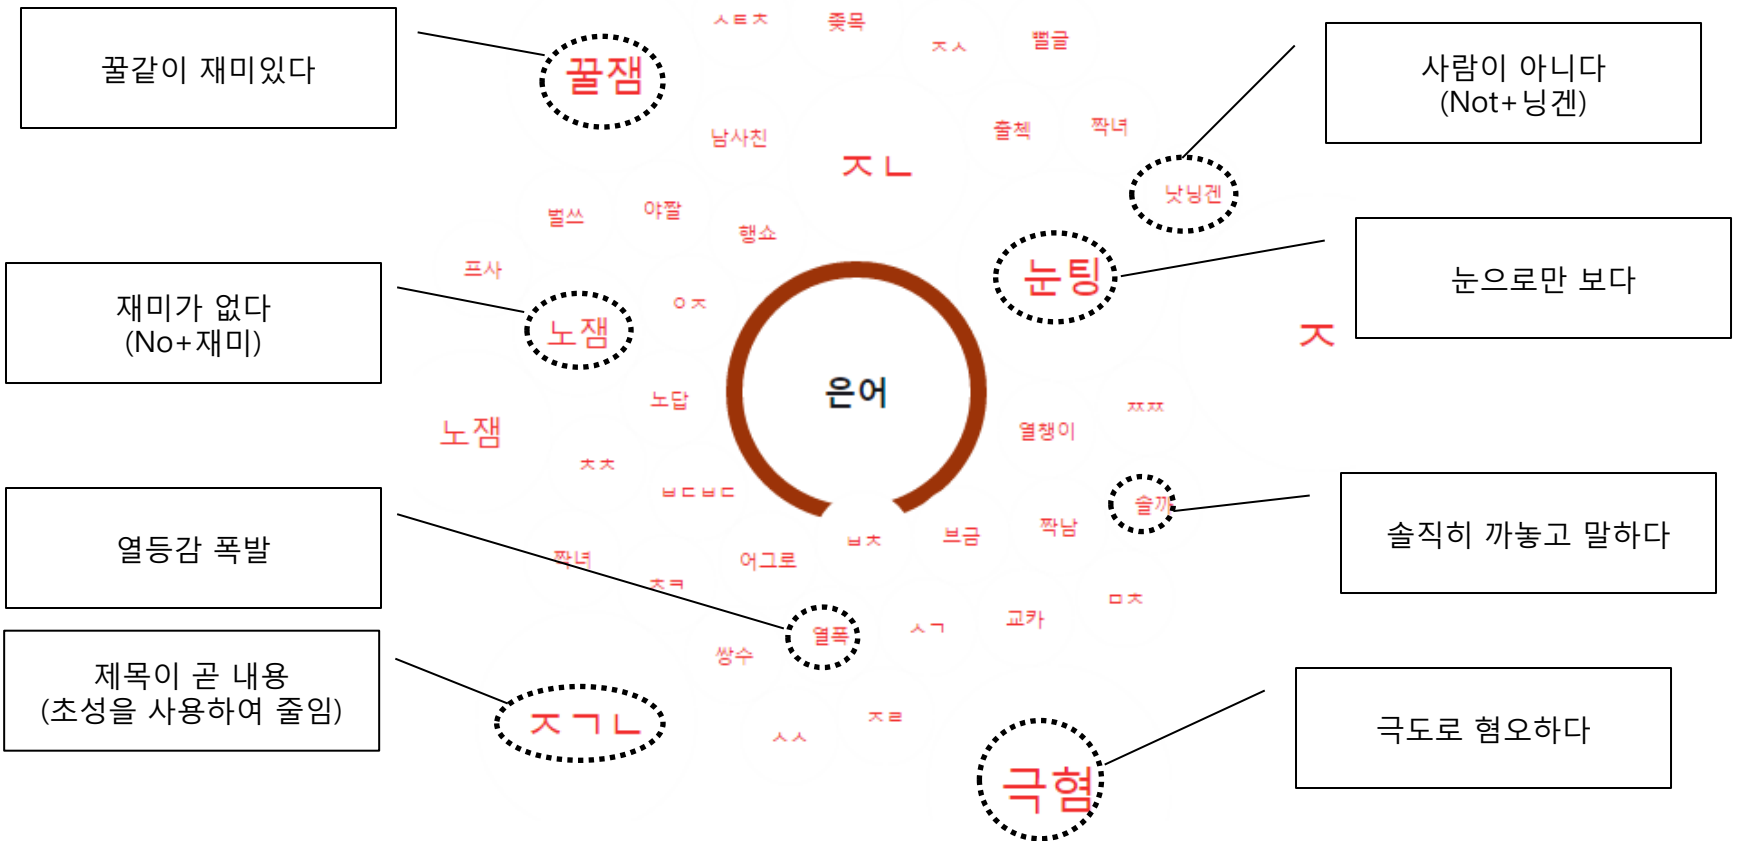 꿀같이 재미있다
꿀잼
ㅅㅌㅊ
좆목
ㅈㅅ
뻘글
사람이 아니다
(Not+닝겐)
남사친
ㅈㄴ
출첵
짝녀
낫닝겐
벌쓰
야짤
행쇼
프사
ㅇㅈ
눈팅
눈으로만 보다
재미가 없다
(No+재미)
노잼
은어
ㅈ
노답
노잼
열챙이
ㅉㅉ
ㅊㅊ
ㅂㄷㅂㄷ
솔까
솔직히 까놓고 말하다
열등감 폭발
짝녀
ㅊㅋ
어그로
ㅂㅊ
브금
짝남
열폭
ㅅㄱ
교카
ㅁㅊ
쌍수
제목이 곧 내용
(초성을 사용하여 줄임)
ㅈㄱㄴ
ㅅㅅ
ㅈㄹ
극혐
극도로 혐오하다